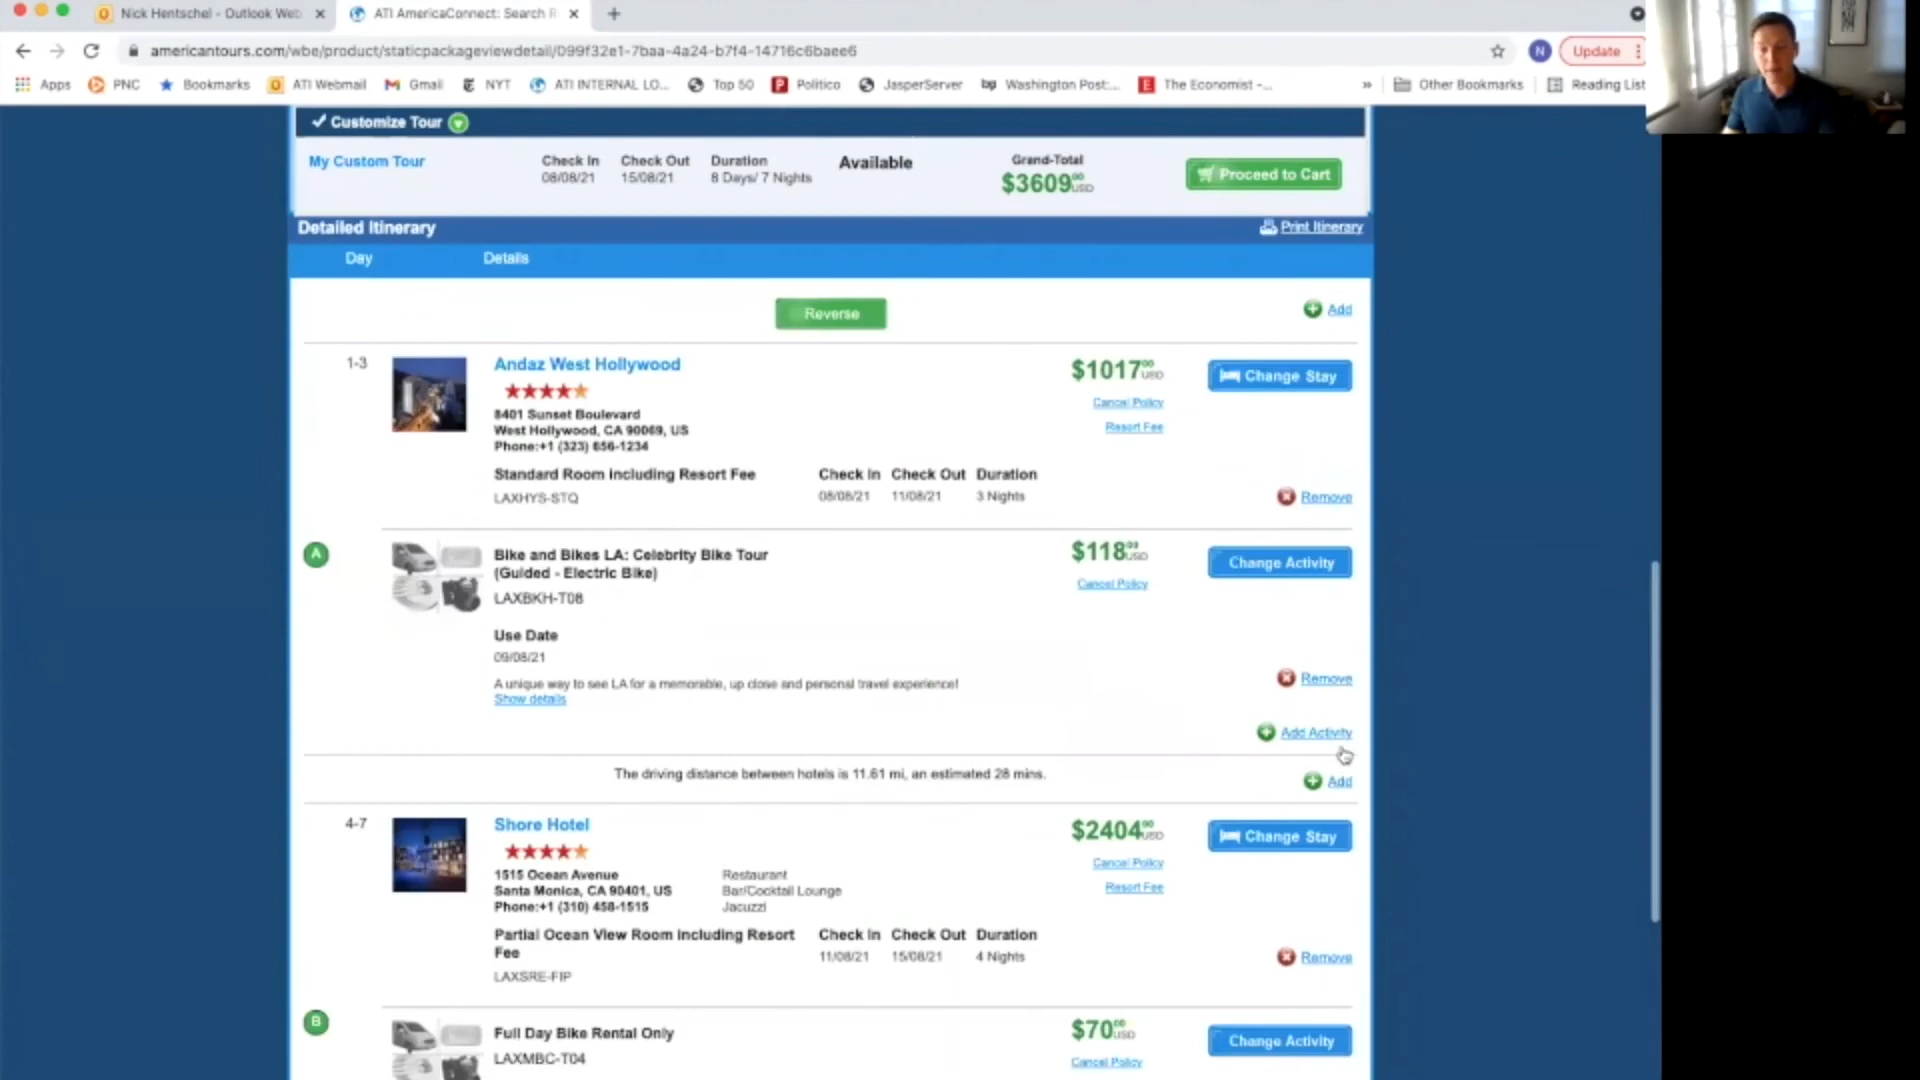 Nick Hentschel - Outlook Web
ATI AmericaConnect: Search R
americantours.com/wbe/product/staticpackageviewdetail/099f32e1-7baa-4a24-b7f4-14716c6baee6
N
Update
Apps
PNC
Bookmarks
ATI Webmail
Gmail
NYT
ATI INTERNAL LO...
Top 50
Politico
JasperServer
wp Washington Post:...
The Economist -...
»
Other Bookmarks
Reading List
Customize Tour
My Custom Tour
Check In
08/08/21
Check Out
15/08/21
Duration
8 Days/ 7 Nights
Available
Grand-Total
$3609.00 USD
Proceed to Cart
Detailed Itinerary
Print Itinerary
Day
Details
Reverse
Add
1-3
Andaz West Hollywood
8401 Sunset Boulevard
West Hollywood, CA 90069, US
Phone:+1 (323) 656-1234
$1017.00 USD
Cancel Policy
Resort Fee
Change Stay
Standard Room including Resort Fee
LAXHYS-STQ
Check In Check Out Duration
08/08/21 11/08/21 3 Nights
Remove
A
Bike and Bikes LA: Celebrity Bike Tour
(Guided - Electric Bike)
LAXBKH-T08
$118 USD
Cancel Policy
Change Activity
Use Date
09/08/21
A unique way to see LA for a memorable, up close and personal travel experience!
Show details
Remove
Add Activity
The driving distance between hotels is 11.61 mi, an estimated 28 mins.
Add
4-7
Shore Hotel
1515 Ocean Avenue
Santa Monica, CA 90401, US
Phone:+1 (310) 458-1515
Restaurant
Bar/Cocktail Lounge
Jacuzzi
$2404.00 USD
Cancel Policy
Resort Fee
Change Stay
Partial Ocean View Room including Resort
Fee
LAXSRE-FIP
Check In Check Out Duration
11/08/21 15/08/21 4 Nights
Remove
B
Full Day Bike Rental Only
LAXMBC-T04
$70.00 USD
Cancel Policy
Change Activity